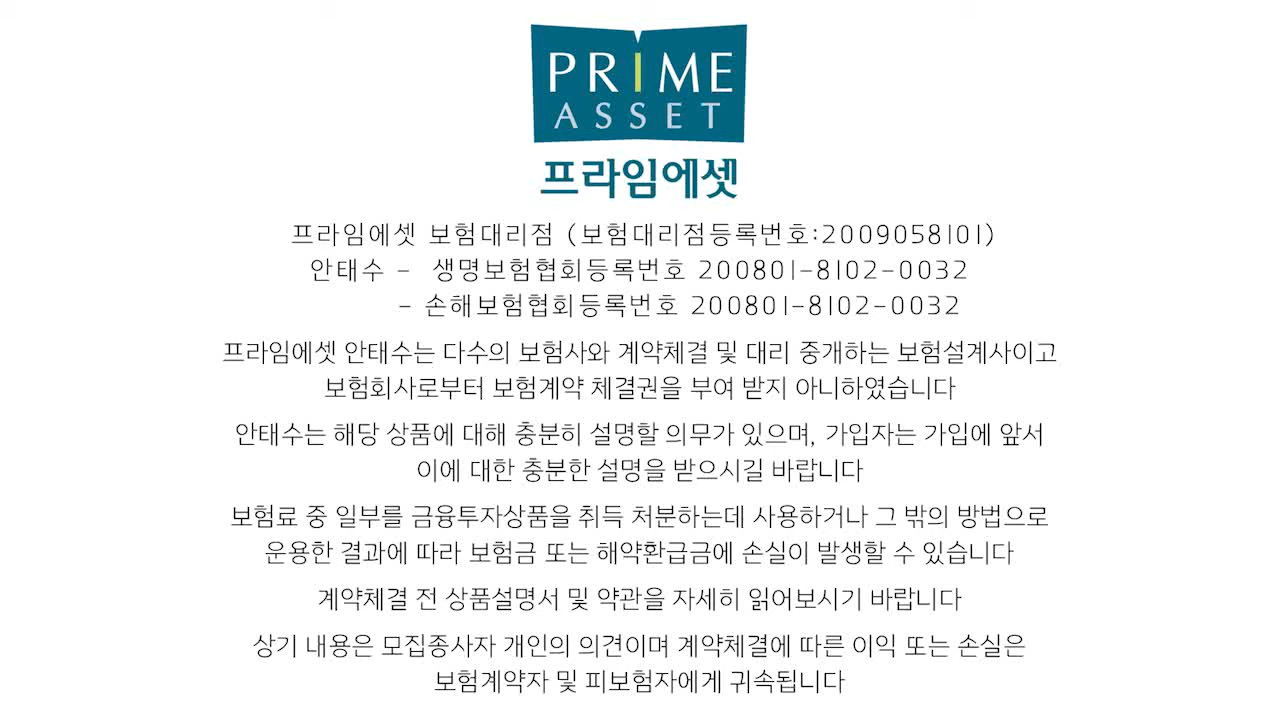 PRIME
ASSET
프라임에셋
프라임에셋 보험대리점 (보험대리점등록번호:2009058101)
안태수 - 생명보험협회등록번호 200801-8102-0032
- 손해보험협회등록번호 200801-8102-0032
프라임에셋 안태수는 다수의 보험사와 계약체결 및 대리 중개하는 보험설계사이고
보험회사로부터 보험계약 체결권을 부여 받지 아니하였습니다
안태수는 해당 상품에 대해 충분히 설명할 의무가 있으며, 가입자는 가입에 앞서
이에 대한 충분한 설명을 받으시길 바랍니다
보험료 중 일부를 금융투자상품을 취득 처분하는데 사용하거나 그 밖의 방법으로
운용한 결과에 따라 보험금 또는 해약환급금에 손실이 발생할 수 있습니다
계약체결 전 상품설명서 및 약관을 자세히 읽어보시기 바랍니다
상기 내용은 모집종사자 개인의 의견이며 계약체결에 따른 이익 또는 손실은
보험계약자 및 피보험자에게 귀속됩니다